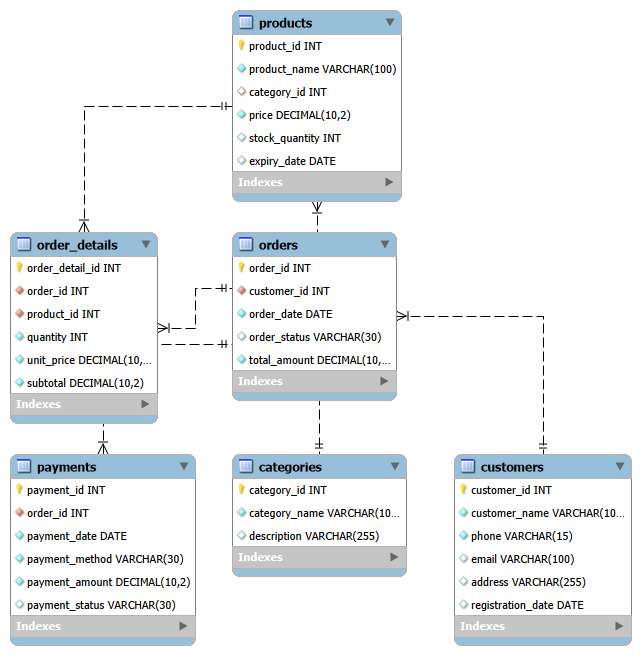 products
product_id INT
product_name VARCHAR(100)
category_id INT
price DECIMAL(10,2)
stock_quantity INT
expiry_date DATE
Indexes
order_details
order_detail_id INT
order_id INT
product_id INT
quantity INT
unit_price DECIMAL(10,...
subtotal DECIMAL(10,2)
Indexes
orders
order_id INT
customer_id INT
order_date DATE
order_status VARCHAR(30)
total_amount DECIMAL(10,...
Indexes
payments
payment_id INT
order_id INT
payment_date DATE
payment_method VARCHAR(30)
payment_amount DECIMAL(10,2)
payment_status VARCHAR(30)
Indexes
categories
category_id INT
category_name VARCHAR(10...
description VARCHAR(255)
Indexes
customers
customer_id INT
customer_name VARCHAR(10...
phone VARCHAR(15)
email VARCHAR(100)
address VARCHAR(255)
registration_date DATE
Indexes